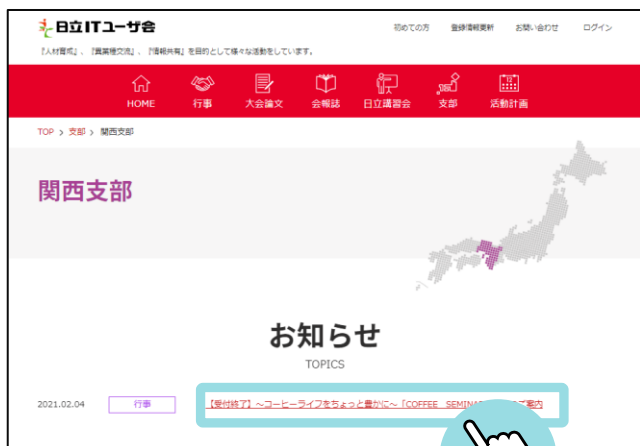 日立ITユーザ会
初めての方 登録情報更新 お問い合わせ ログイン
『人材育成』、『異業種交流』、『情報共有』を目的として様々な活動をしています。
HOME 行事 大会論文 会報誌 日立講習会 支部 活動計画
TOP > 支部 > 関西支部
関西支部
お知らせ
TOPICS
2021.02.04 行事 【受付終了】~コーヒーライフをちょっと豊かに~「COFFEE SEMIN ご案内